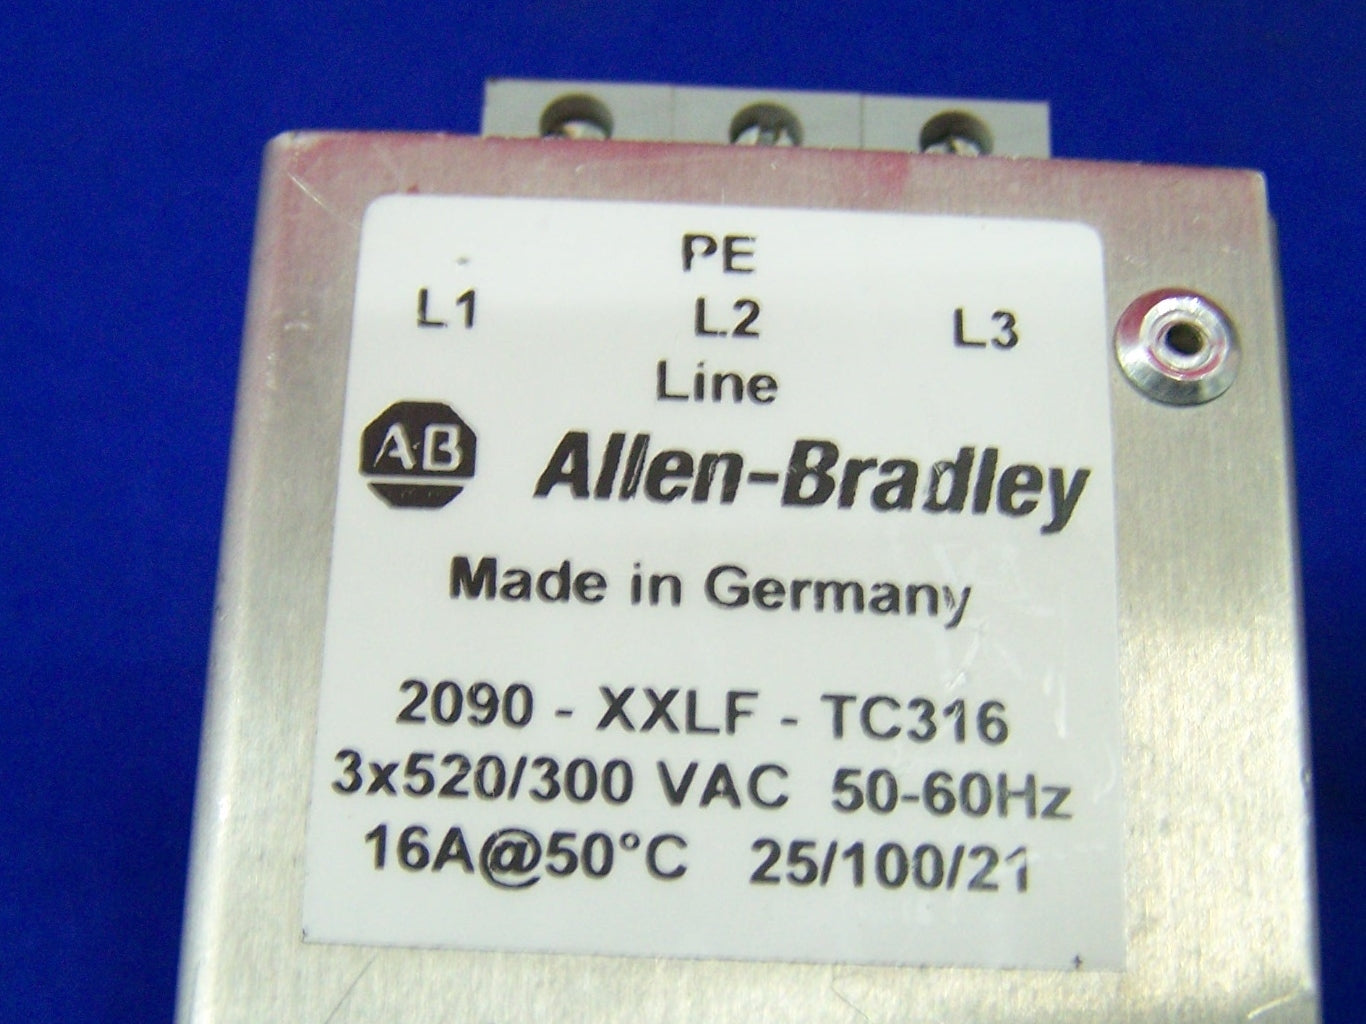 PE
L1 L2 L3
Line
AB Allen-Bradley
Made in Germany
2090 - XXLF - TC316
3x520/300 VAC 50-60Hz
16A@50°C 25/100/21